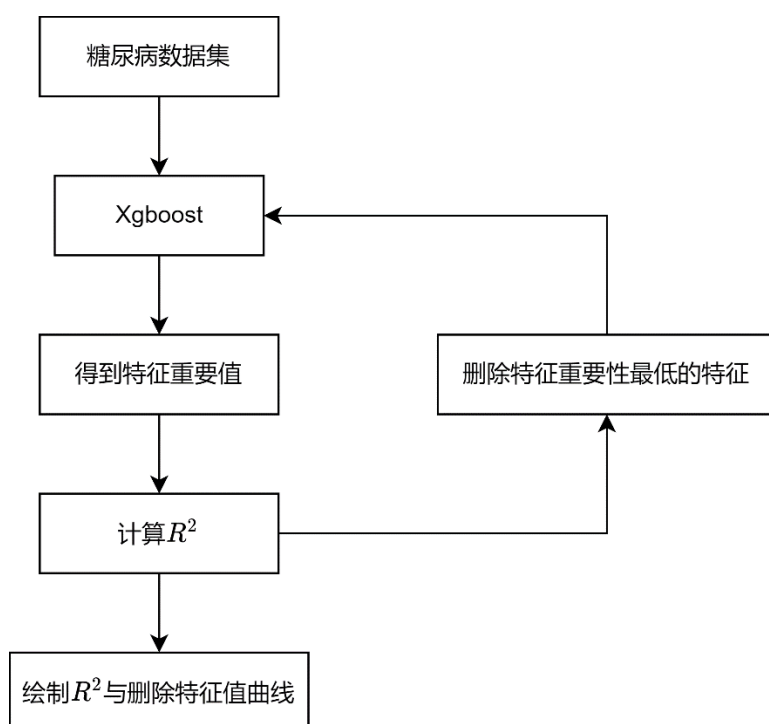 糖尿病数据集
Xgboost
得到特征重要值
删除特征重要性最低的特征
计算R²
绘制R²与删除特征值曲线